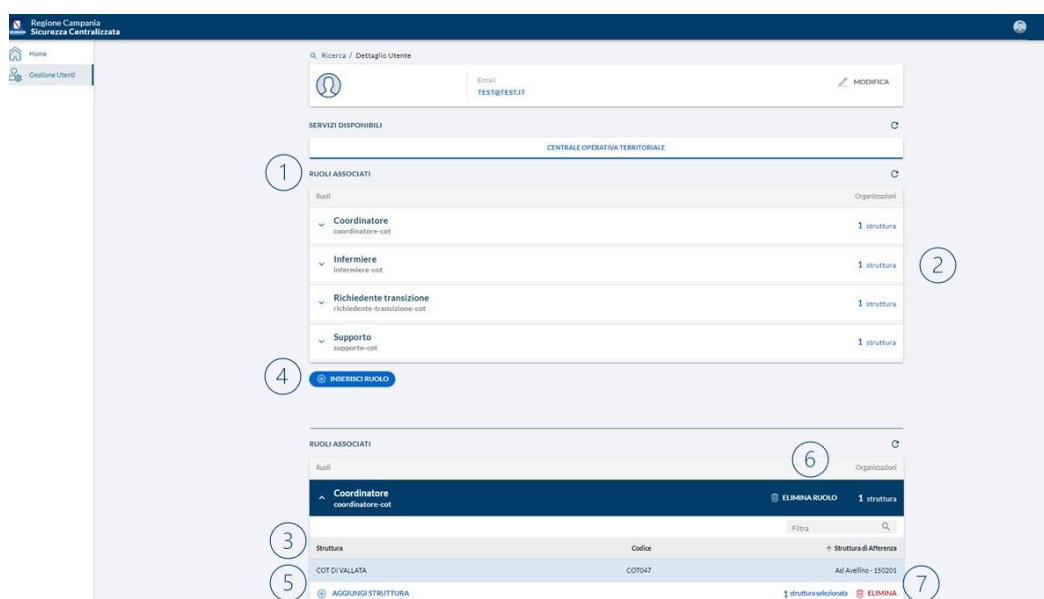 Regione Campania
Sicurezza Centralizzata
Home
Gestione Utenti
Ricerca / Dettaglio Utente
Email
TEST@TEST.IT
MODIFICA
SERVIZI DISPONIBILI
CENTRALE OPERATIVA TERRITORIALE
1
RUOLI ASSOCIATI
Ruoli Organizzazioni
Coordinatore
coordinatore-cot
1 struttura
Infermiere
infermiere-cot
1 struttura
2
Richiedente transizione
richiedente-transizione-cot
1 struttura
Supporto
supporto-cot
1 struttura
4
INSERISCI RUOLO
RUOLI ASSOCIATI
6
Ruoli Organizzazioni
Coordinatore
coordinatore-cot
ELIMINA RUOLO 1 struttura
Filtra
3
Struttura Codice Struttura di Afferenza
COT DI VALLATA COT047 Asl Avellino - 150201
5
AGGIUNGI STRUTTURA 1 struttura selezionata ELIMINA
7